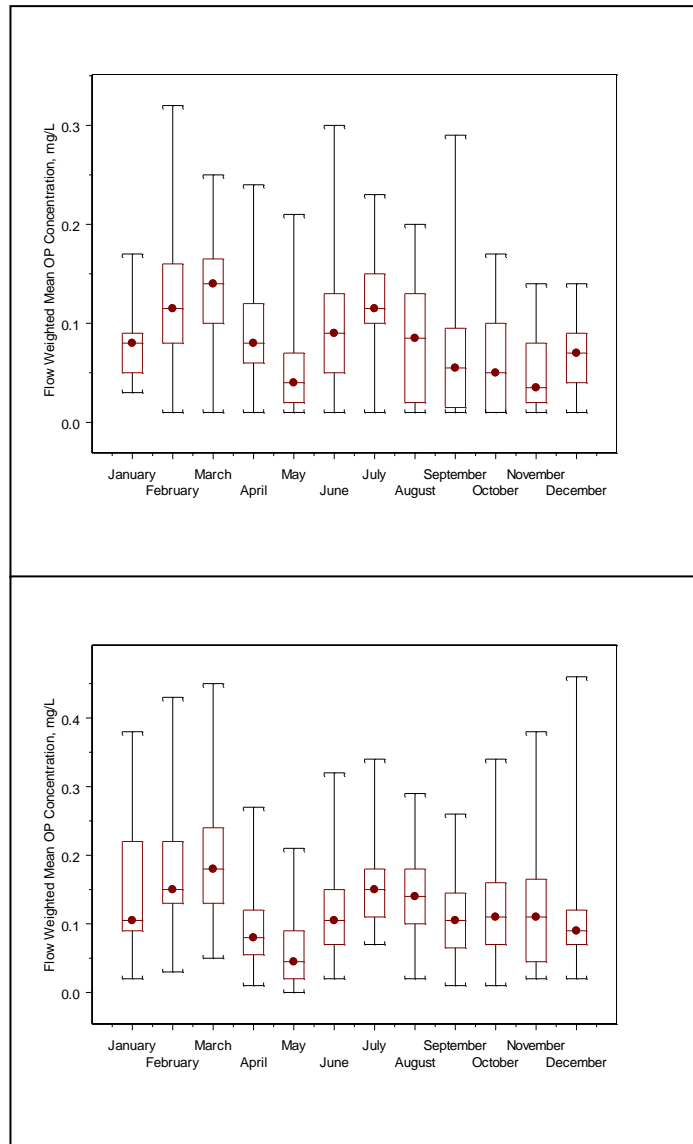 Flow Weighted Mean OP Concentration, mg/L
0.3
0.2
0.1
0.0
January March May July September November
February April June August October December
Flow Weighted Mean OP Concentration, mg/L
0.4
0.3
0.2
0.1
0.0
January March May July September November
February April June August October December